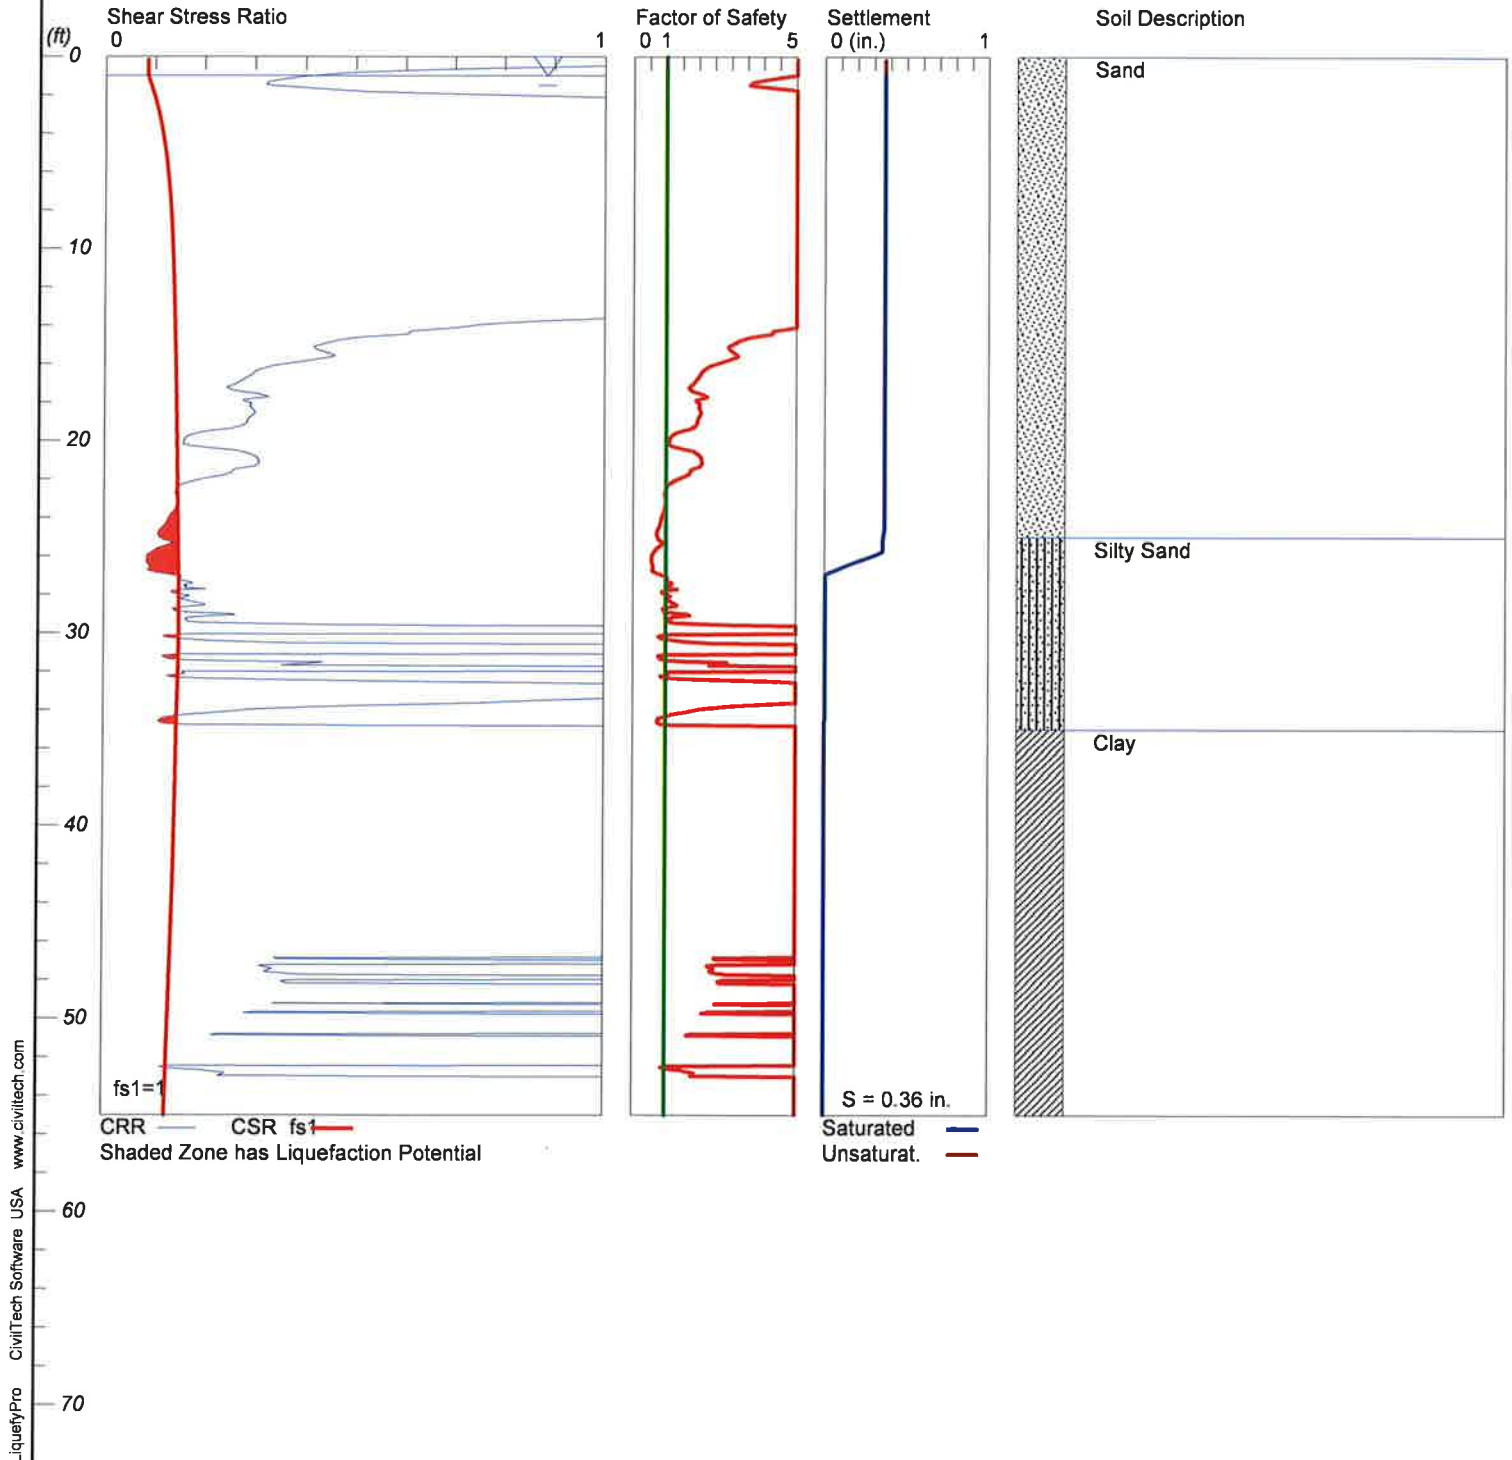 Shear Stress Ratio
Factor of Safety
Settlement
Soil Description
(ft)
0
1
0 1
5
0 (in.)
1
0
Sand
10
20
Silty Sand
30
Clay
40
50
fs1=1
S = 0.36 in.
CRR
CSR fs1
Saturated
Shaded Zone has Liquefaction Potential
Unsaturat.
60
70
LiquefyPro CivilTech Software USA www.civiltech.com